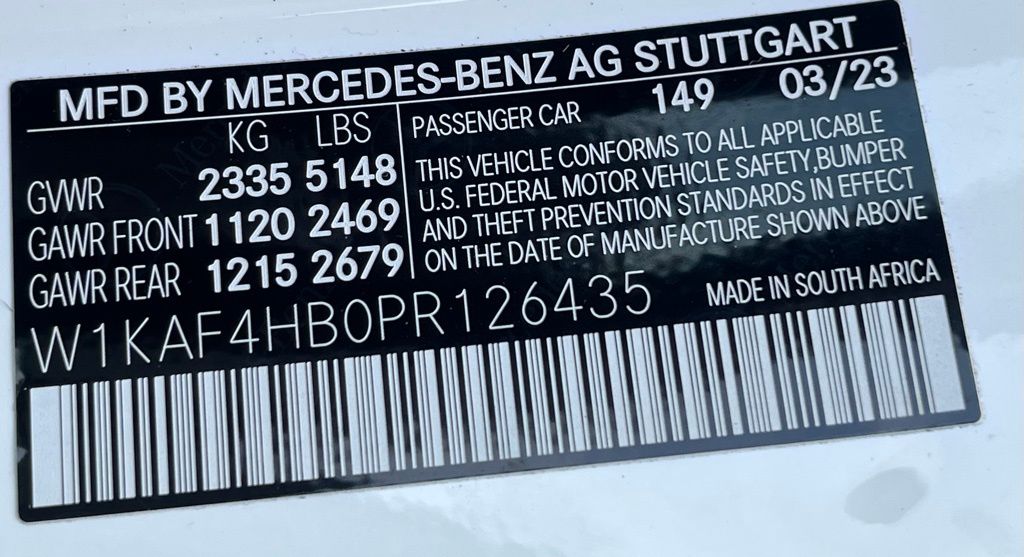 MFD BY MERCEDES-BENZ AG STUTTGART
KG LBS
GVWR 2335 5148
GAWR FRONT 1120 2469
GAWR REAR 1215 2679
PASSENGER CAR 149 03/23
THIS VEHICLE CONFORMS TO ALL APPLICABLE
U.S. FEDERAL MOTOR VEHICLE SAFETY,BUMPER
AND THEFT PREVENTION STANDARDS IN EFFECT
ON THE DATE OF MANUFACTURE SHOWN ABOVE
W1KAF4HB0PR126435
MADE IN SOUTH AFRICA